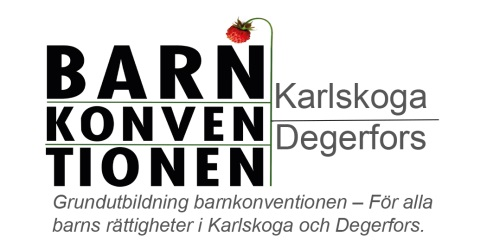 BARN
KONVEN
TIONEN
Karlskoga
Degerfors
Grundutbildning barnkonventionen – För alla
barns rättigheter i Karlskoga och Degerfors.